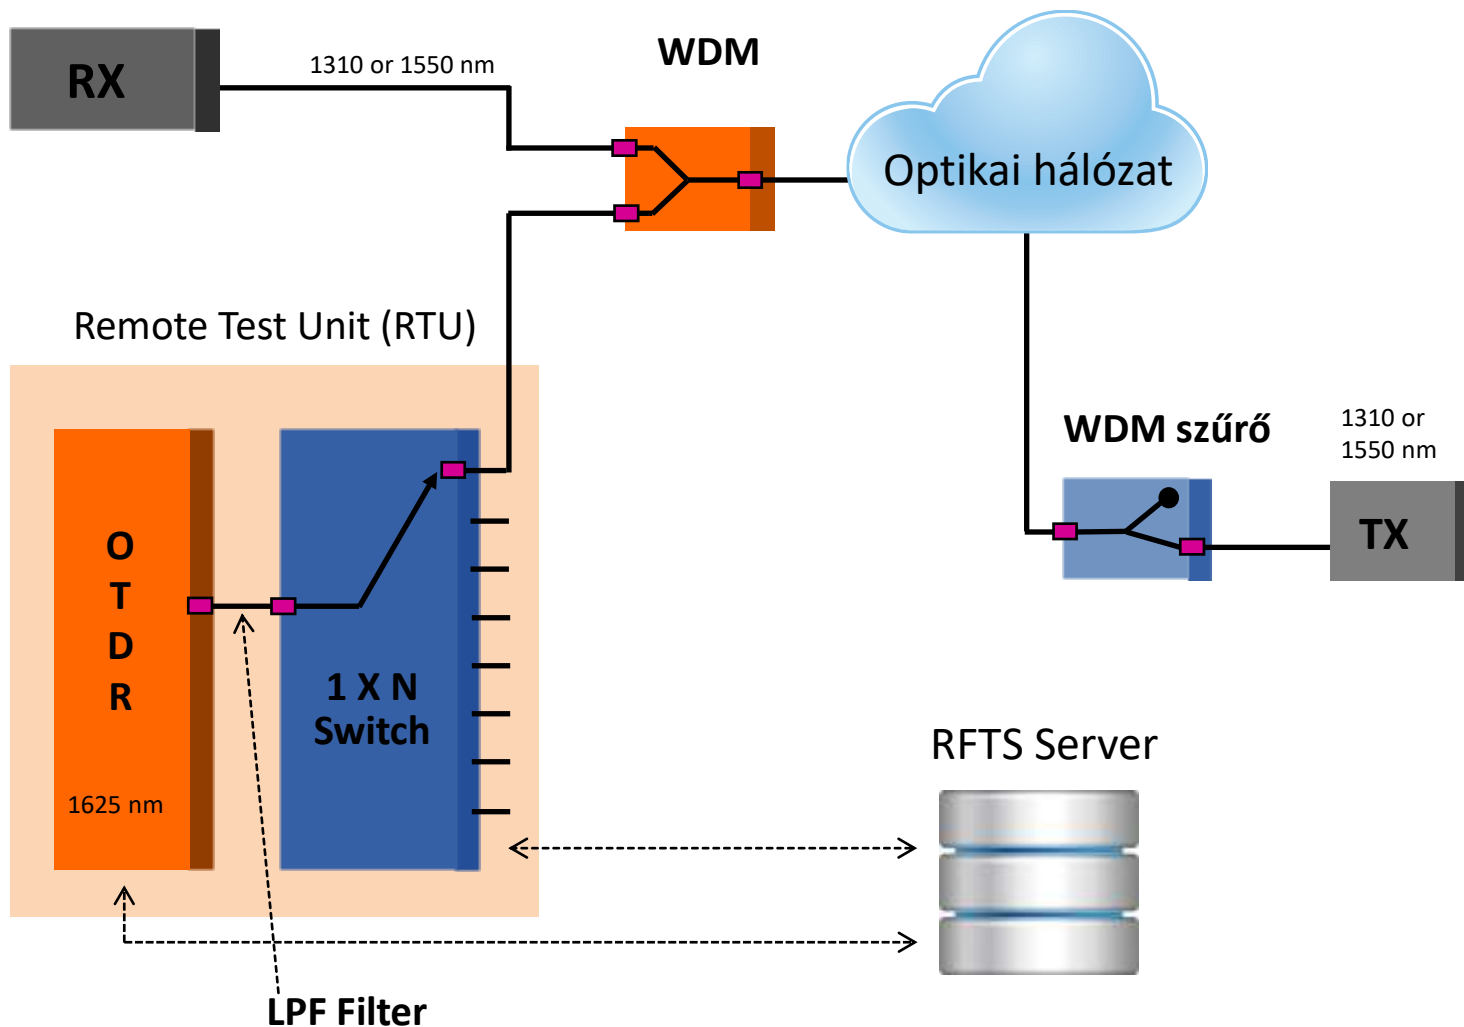 WDM
1310 or 1550 nm
RX
Optikai hálózat
Remote Test Unit (RTU)
1310 or
1550 nm
WDM szűrő
TX
O
T
D
R
1625 nm
1 X N
Switch
RFTS Server
LPF Filter